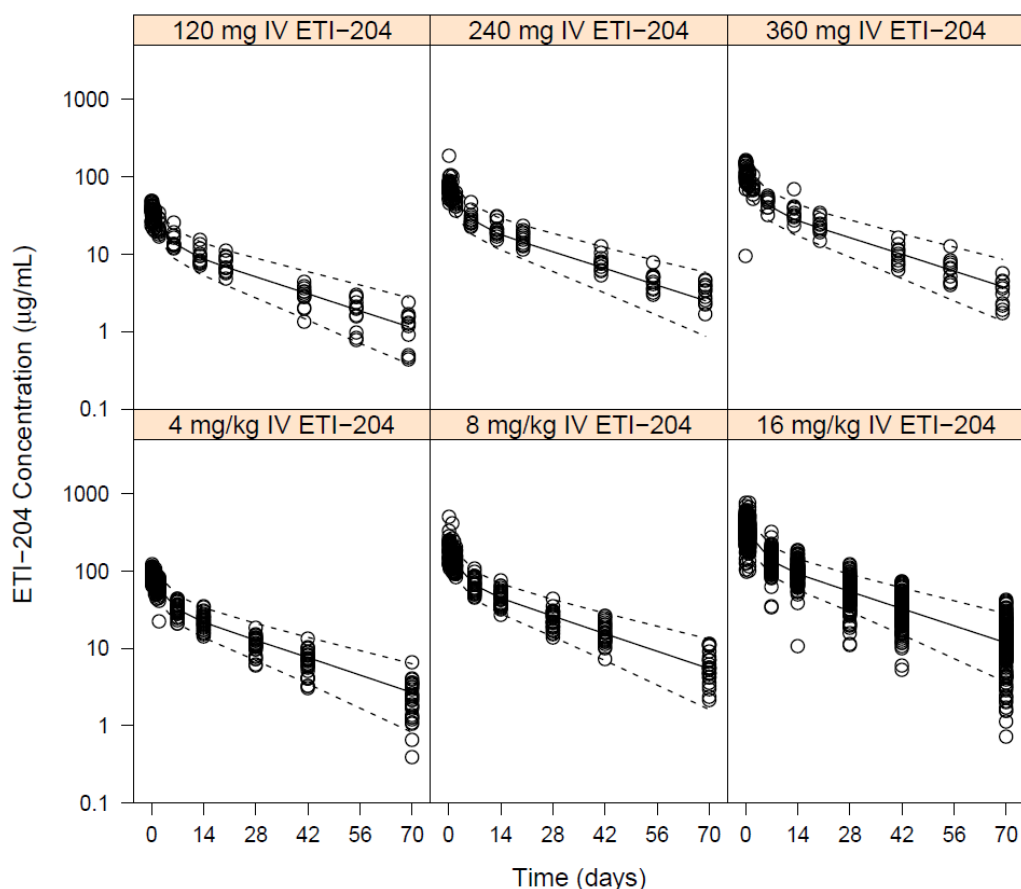 120 mg IV ETI−204 240 mg IV ETI−204 360 mg IV ETI−204
1000
100
10
1
0.1
4 mg/kg IV ETI−204 8 mg/kg IV ETI−204 16 mg/kg IV ETI−204
1000
100
10
1
0.1
ETI−204 Concentration (μg/mL)
0 14 28 42 56 70 0 14 28 42 56 70 0 14 28 42 56 70
Time (days)